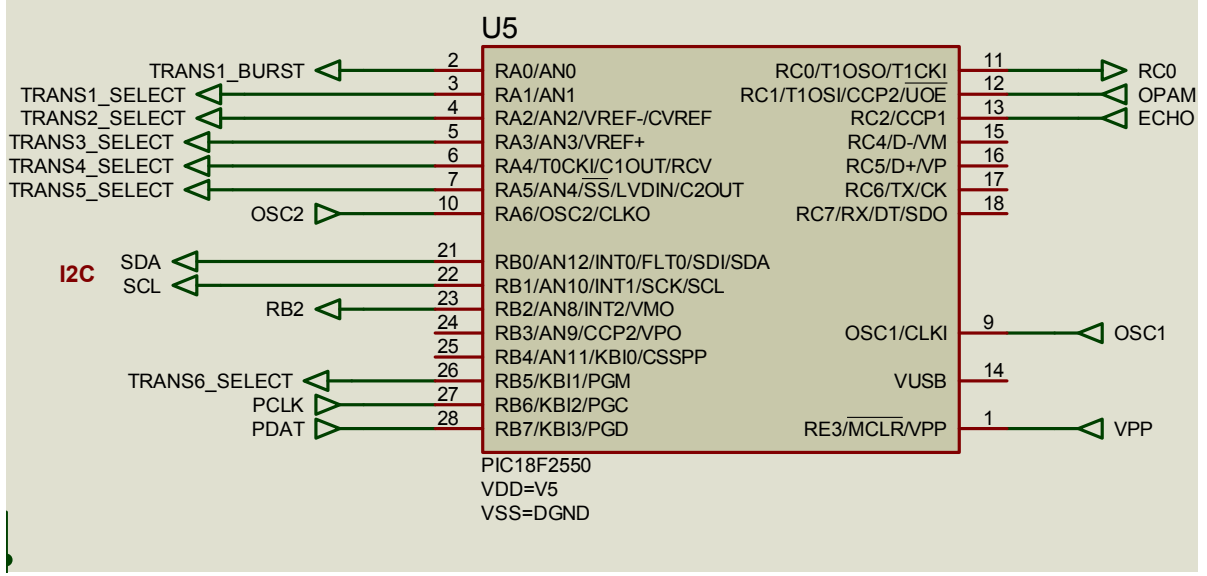 U5
TRANS1_BURST 2 RA0/AN0 RC0/T1OSO/T1CKI 11 RC0
TRANS1_SELECT 3 RA1/AN1 RC1/T1OSI/CCP2/UOE 12 OPAM
TRANS2_SELECT 4 RA2/AN2/VREF-/CVREF RC2/CCP1 13 ECHO
TRANS3_SELECT 5 RA3/AN3/VREF+ RC4/D-/VM 15
TRANS4_SELECT 6 RA4/T0CKI/C1OUT/RCV RC5/D+/VP 16
TRANS5_SELECT 7 RA5/AN4/SS/LVDIN/C2OUT RC6/TX/CK 17
OSC2 10 RA6/OSC2/CLKO RC7/RX/DT/SDO 18
I2C
SDA 21 RB0/AN12/INT0/FLT0/SDI/SDA
SCL 22 RB1/AN10/INT1/SCK/SCL
RB2 23 RB2/AN8/INT2/VMO
24 RB3/AN9/CCP2/VPO OSC1/CLKI 9 OSC1
25 RB4/AN11/KBI0/CSSPP
TRANS6_SELECT 26 RB5/KBI1/PGM VUSB 14
PCLK 27 RB6/KBI2/PGC
PDAT 28 RB7/KBI3/PGD RE3/MCLR/VPP 1 VPP
PIC18F2550
VDD=V5
VSS=DGND